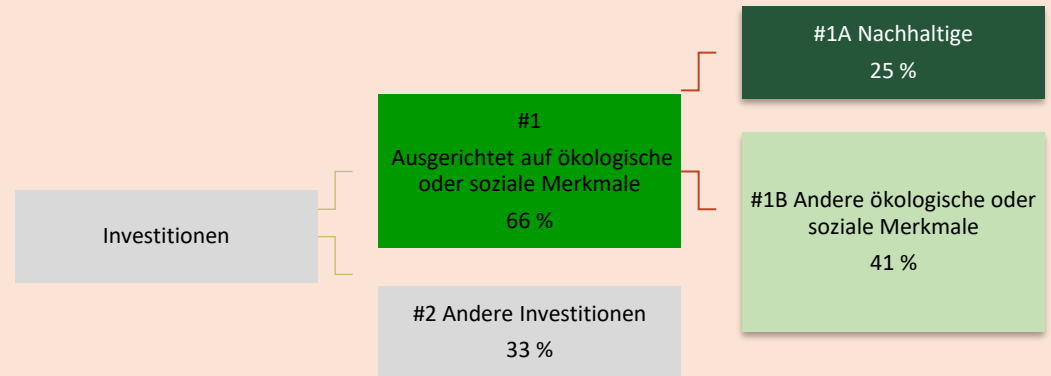 Investitionen
#1
Ausgerichtet auf ökologische
oder soziale Merkmale
66 %
#2 Andere Investitionen
33 %
#1A Nachhaltige
25 %
#1B Andere ökologische oder
soziale Merkmale
41 %